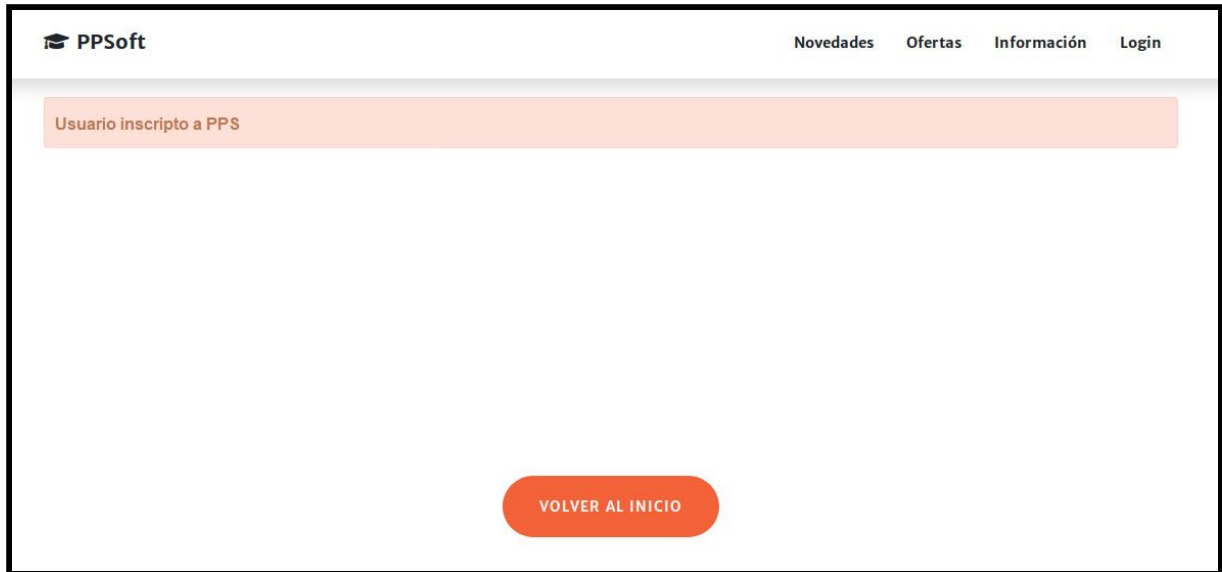 PPSoft
Novedades Ofertas Información Login
Usuario inscripto a PPS
VOLVER AL INICIO